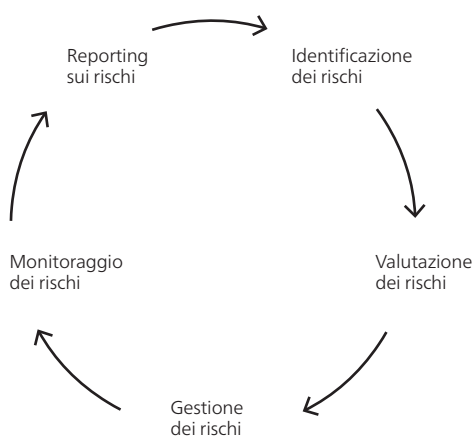 Reporting
sui rischi
Identificazione
dei rischi
Valutazione
dei rischi
Gestione
dei rischi
Monitoraggio
dei rischi